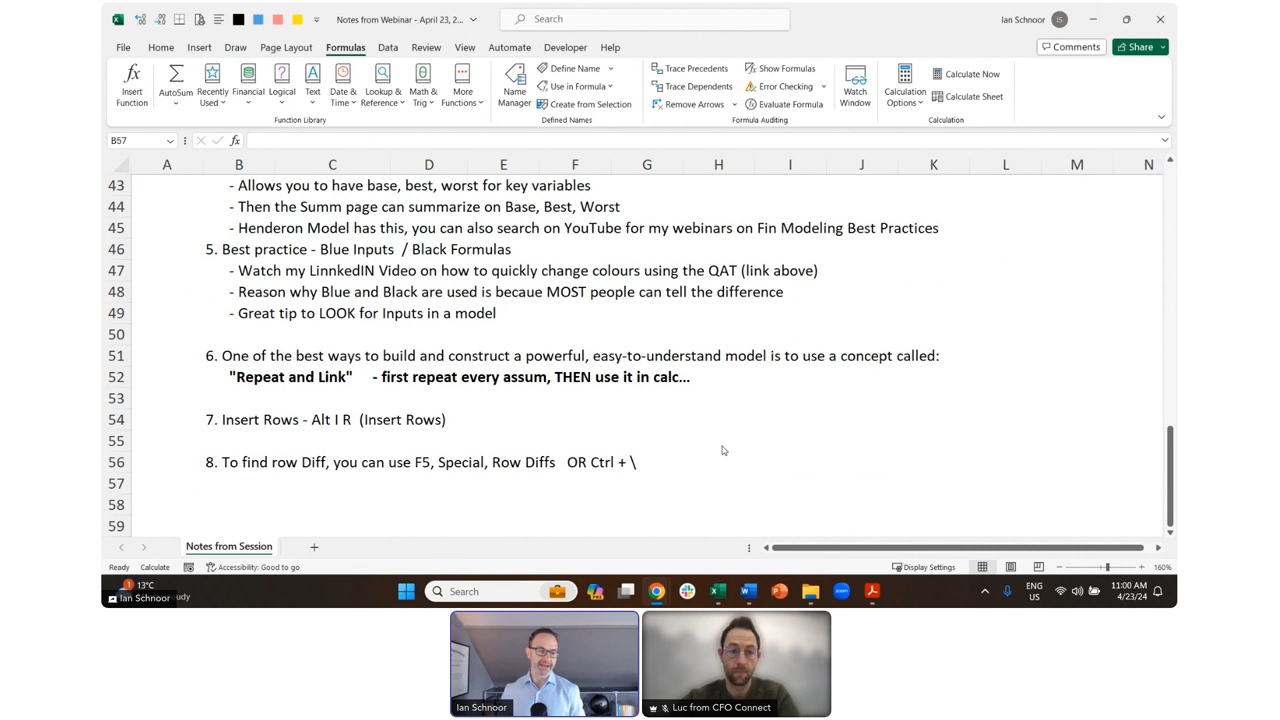 Notes from Webinar - April 23, 2...
Search
Ian Schnoor
IS
File Home Insert Draw Page Layout Formulas Data Review View Automate Developer Help
Comments
Share
Insert Function
AutoSum
Recently Used
Financial
Logical
Text
Date & Time
Lookup & Reference
Math & Trig
More Functions
Function Library
Name Manager
Define Name
Use in Formula
Create from Selection
Defined Names
Trace Precedents
Trace Dependents
Remove Arrows
Show Formulas
Error Checking
Evaluate Formula
Formula Auditing
Watch Window
Calculation Options
Calculate Now
Calculate Sheet
Calculation
B57
fx
A B C D E F G H I J K L M N
43 - Allows you to have base, best, worst for key variables
44 - Then the Summ page can summarize on Base, Best, Worst
45 - Henderon Model has this, you can also search on YouTube for my webinars on Fin Modeling Best Practices
46 5. Best practice - Blue Inputs / Black Formulas
47 - Watch my LinnkedIN Video on how to quickly change colours using the QAT (link above)
48 - Reason why Blue and Black are used is becaue MOST people can tell the difference
49 - Great tip to LOOK for Inputs in a model
50
51 6. One of the best ways to build and construct a powerful, easy-to-understand model is to use a concept called:
52 "Repeat and Link" - first repeat every assum, THEN use it in calc...
53
54 7. Insert Rows - Alt I R (Insert Rows)
55
56 8. To find row Diff, you can use F5, Special, Row Diffs OR Ctrl + \
57
58
59
Notes from Session
Ready Calculate Accessibility: Good to go Display Settings 160%
1 13°C
Ian Schnoor
Search
ENG US
11:00 AM
4/23/24
Ian Schnoor
Luc from CFO Connect